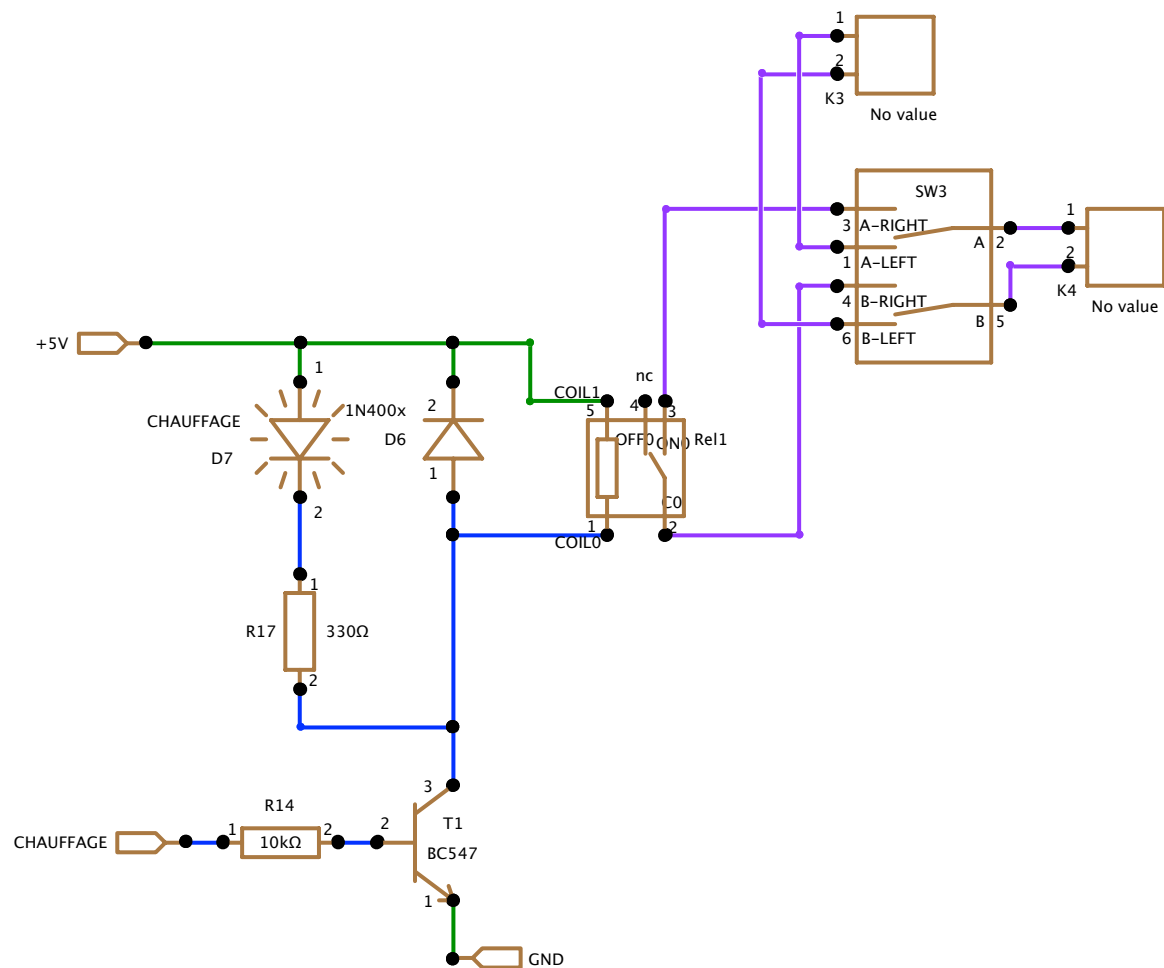 1
2
K3
No value
SW3
3 A-RIGHT
A 2
1 A-LEFT
4 B-RIGHT
B 5
6 B-LEFT
1
2
K4
No value
+5V
1
CHAUFFAGE
D7
2
1N400x
2
D6
1
nc
COIL1
5
4
3
OFF0
ON0
Rel1
C0
1
2
COIL0
1
R17
330Ω
2
R14
CHAUFFAGE
1
10kΩ
2
2
3
T1
BC547
1
GND